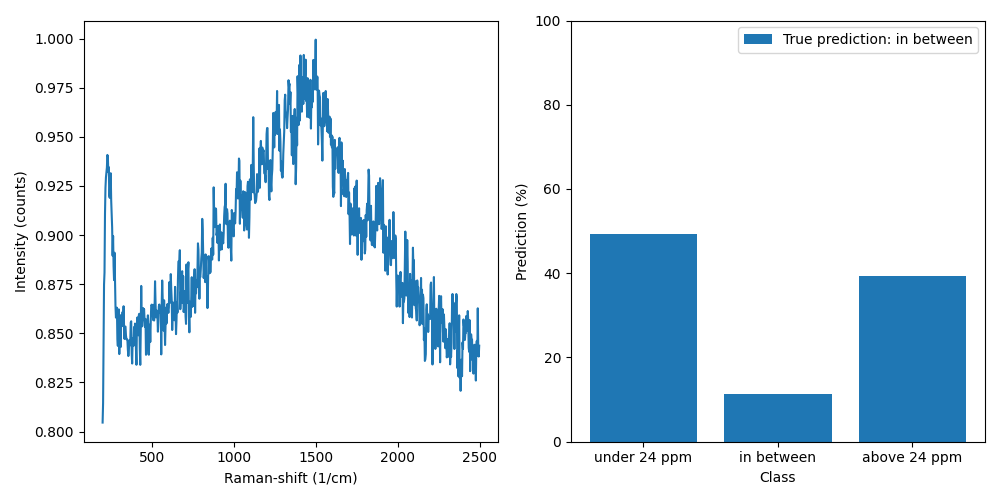 1.000
0.975
0.950
0.925
0.900
0.875
0.850
0.825
0.800
Intensity (counts)
500
1000
1500
2000
2500
Raman-shift (1/cm)
100
80
60
40
20
0
Prediction (%)
True prediction: in between
under 24 ppm
in between
above 24 ppm
Class